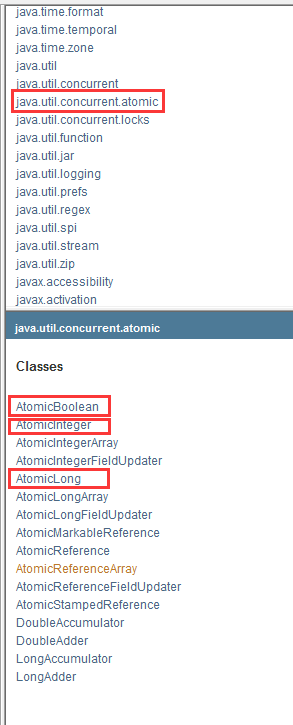 java.time.format
java.time.temporal
java.time.zone
java.util
java.util.concurrent
java.util.concurrent.atomic
java.util.concurrent.locks
java.util.function
java.util.jar
java.util.logging
java.util.prefs
java.util.regex
java.util.spi
java.util.stream
java.util.zip
javax.accessibility
javax.activation
java.util.concurrent.atomic
Classes
AtomicBoolean
AtomicInteger
AtomicIntegerArray
AtomicIntegerFieldUpdater
AtomicLong
AtomicLongArray
AtomicLongFieldUpdater
AtomicMarkableReference
AtomicReference
AtomicReferenceArray
AtomicReferenceFieldUpdater
AtomicStampedReference
DoubleAccumulator
DoubleAdder
LongAccumulator
LongAdder